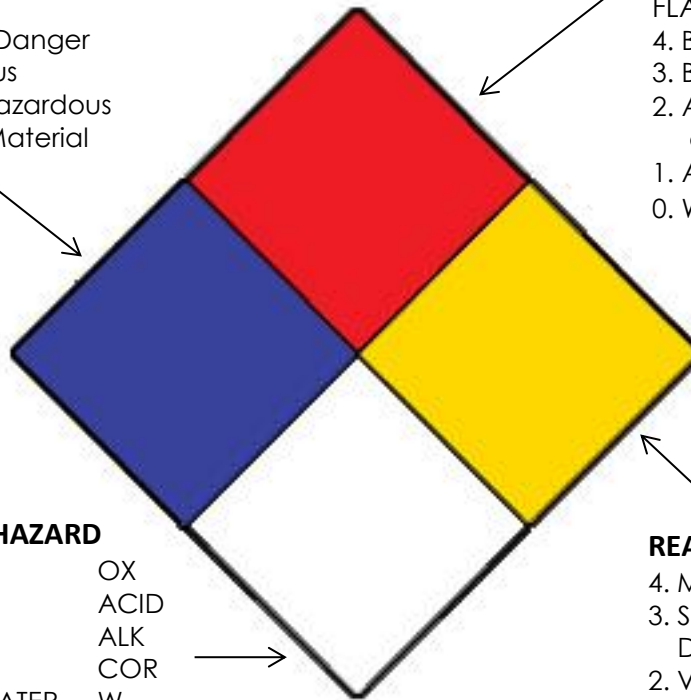 Danger
us
azardous
Material
FLA
4. B
3. B
2. A
1. A
0. W
HAZARD
OX
ACID
ALK
COR
ATER W
REA
4. M
3. S
D
2. V